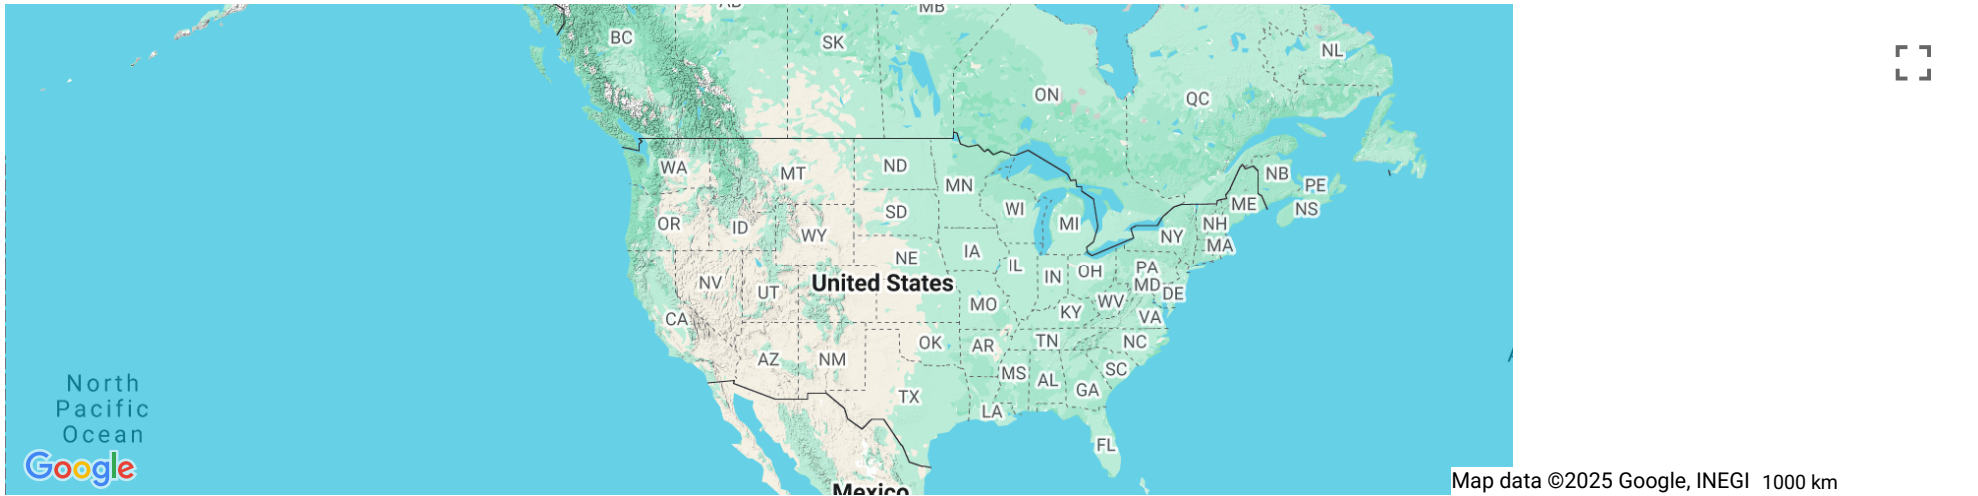 MB
BC
SK
NL
ON
QC
WA
MT
ND
MN
NB
PE
NS
ME
OR
ID
WY
SD
WI
MI
NY
NH
MA
NV
UT
NE
IA
IL
IN
OH
PA
MD
DE
United States
MO
KY
WV
VA
CA
AZ
NM
OK
AR
TN
NC
MS
AL
GA
SC
TX
LA
FL
North
Pacific
Ocean
Google
Mexico
Map data ©2025 Google, INEGI 1000 km